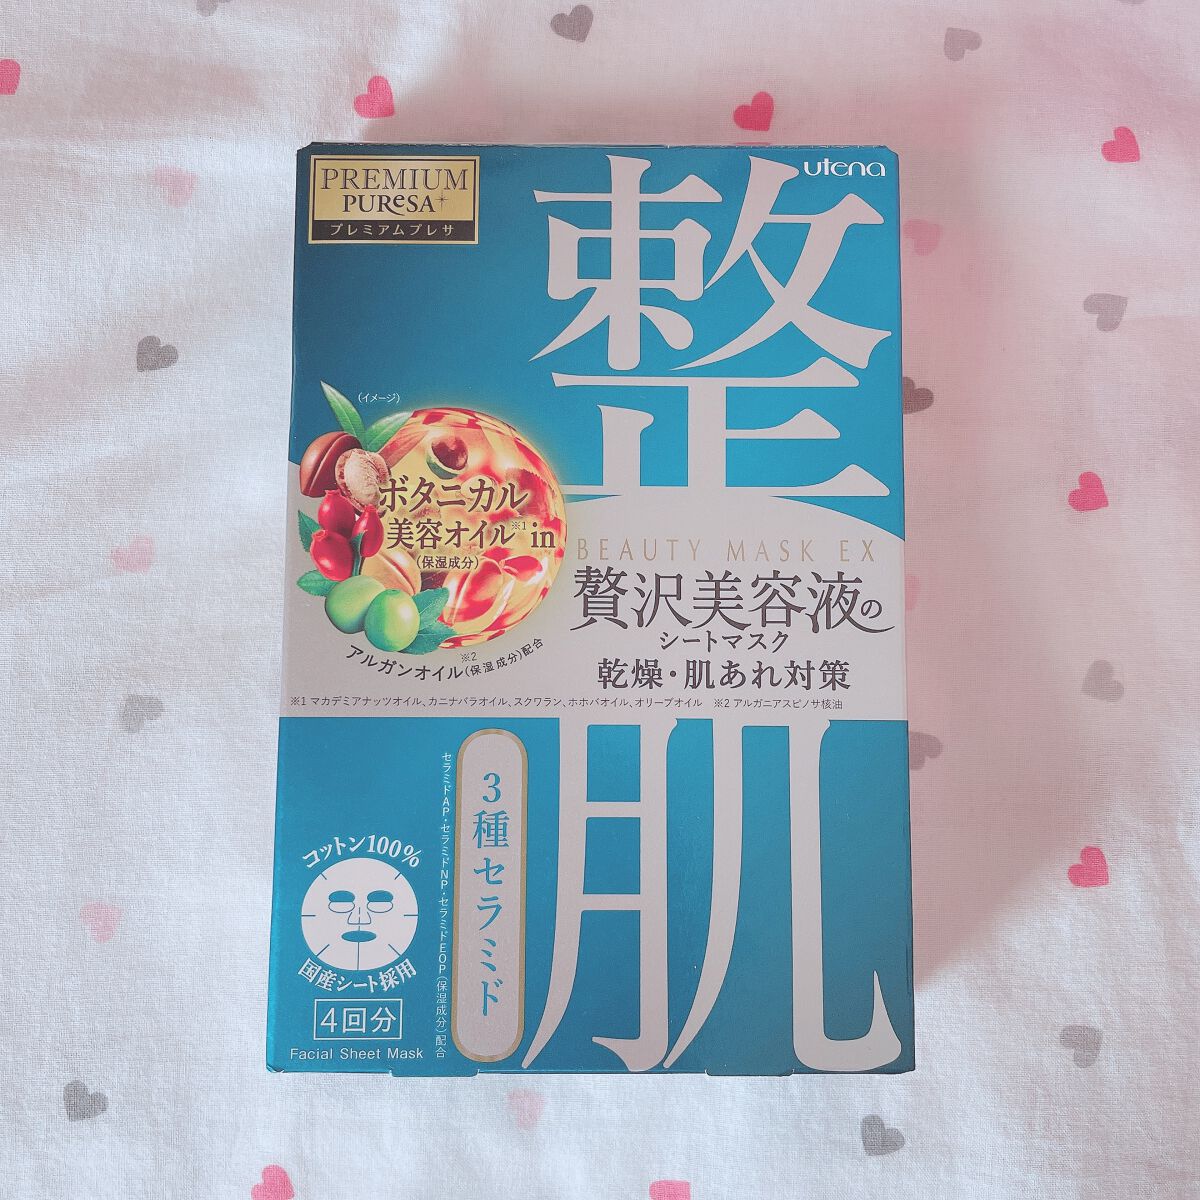 PREMIUM
PUReSA
プレミアムプレサ
utena
整
肌
(イメージ)
ボタニカル
美容オイル※1 in
(保湿成分)
アルガンオイル※2(保湿成分)配合
BEAUTY MASK EX
贅沢美容液の
シートマスク
乾燥・肌あれ対策
※1 マカデミアナッツオイル、カニナバラオイル、スクワラン、ホホバオイル、オリーブオイル ※2 アルガニアスピノサ核油
3種セラミド
セラミドAP・セラミドNP・セラミドEOP(保湿成分)配合
コットン100%
国産シート採用
4回分
Facial Sheet Mask